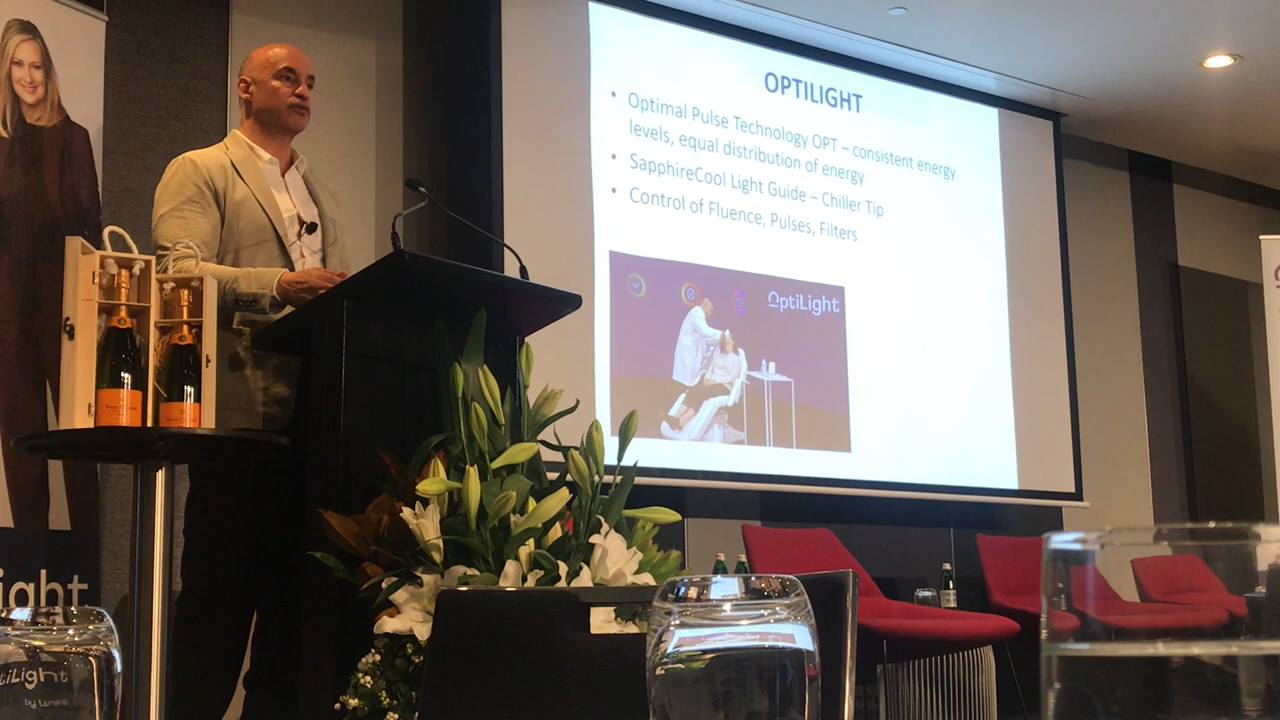 OPTILIGHT
• Optimal Pulse Technology OPT – consistent energy
levels, equal distribution of energy
• SapphireCool Light Guide – Chiller Tip
• Control of Fluence, Pulses, Filters
OptiLight
ight
tiLight
by Lumenis